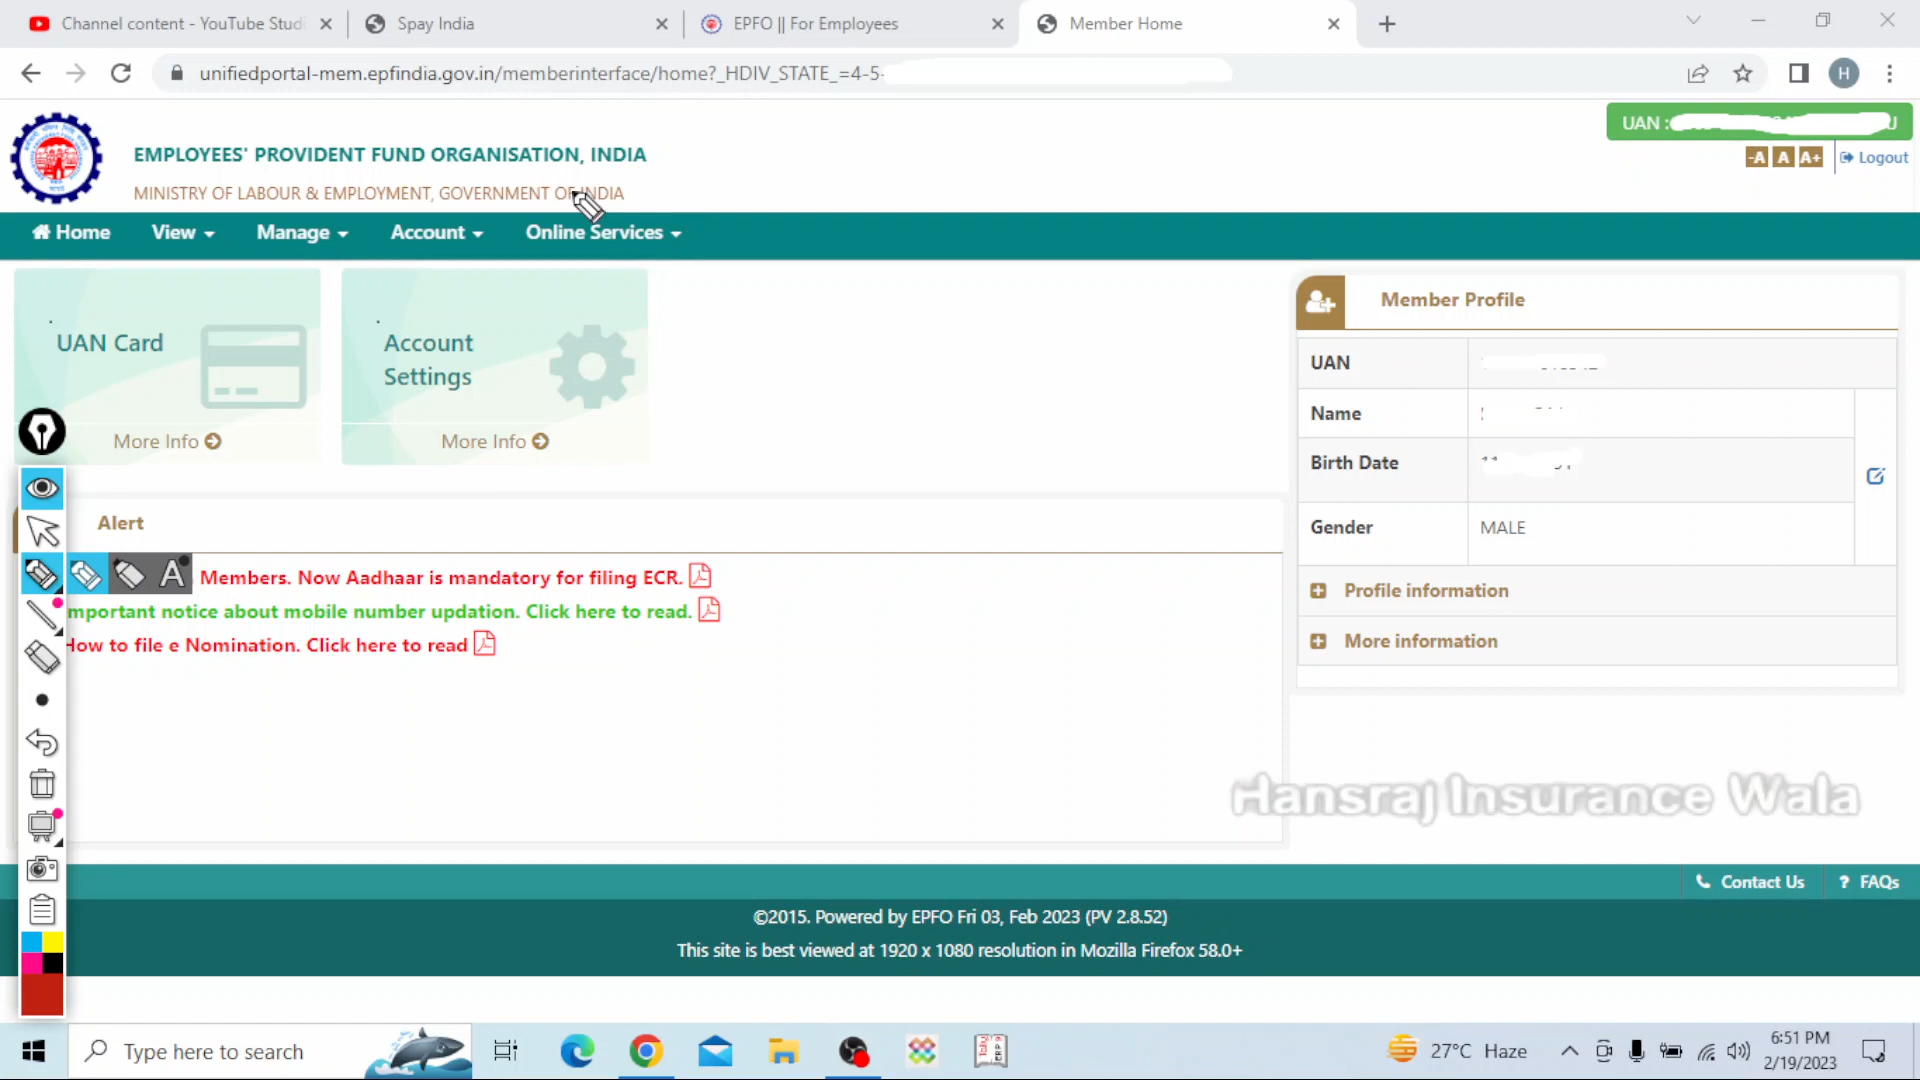 Channel content - YouTube Studi
Spay India
EPFO || For Employees
Member Home
unifiedportal-mem.epfindia.gov.in/memberinterface/home?_HDIV_STATE_=4-5-
H
UAN :
EMPLOYEES' PROVIDENT FUND ORGANISATION, INDIA
-A A A+ Logout
MINISTRY OF LABOUR & EMPLOYMENT, GOVERNMENT OF INDIA
Home View Manage Account Online Services
UAN Card
More Info
Account
Settings
More Info
Member Profile
UAN
Name
Birth Date
Gender MALE
Profile information
More information
Alert
A
Members. Now Aadhaar is mandatory for filing ECR.
mportant notice about mobile number updation. Click here to read.
How to file e Nomination. Click here to read
Hansraj Insurance Wala
Contact Us ? FAQs
©2015. Powered by EPFO Fri 03, Feb 2023 (PV 2.8.52)
This site is best viewed at 1920 x 1080 resolution in Mozilla Firefox 58.0+
Type here to search
27°C Haze
6:51 PM
2/19/2023